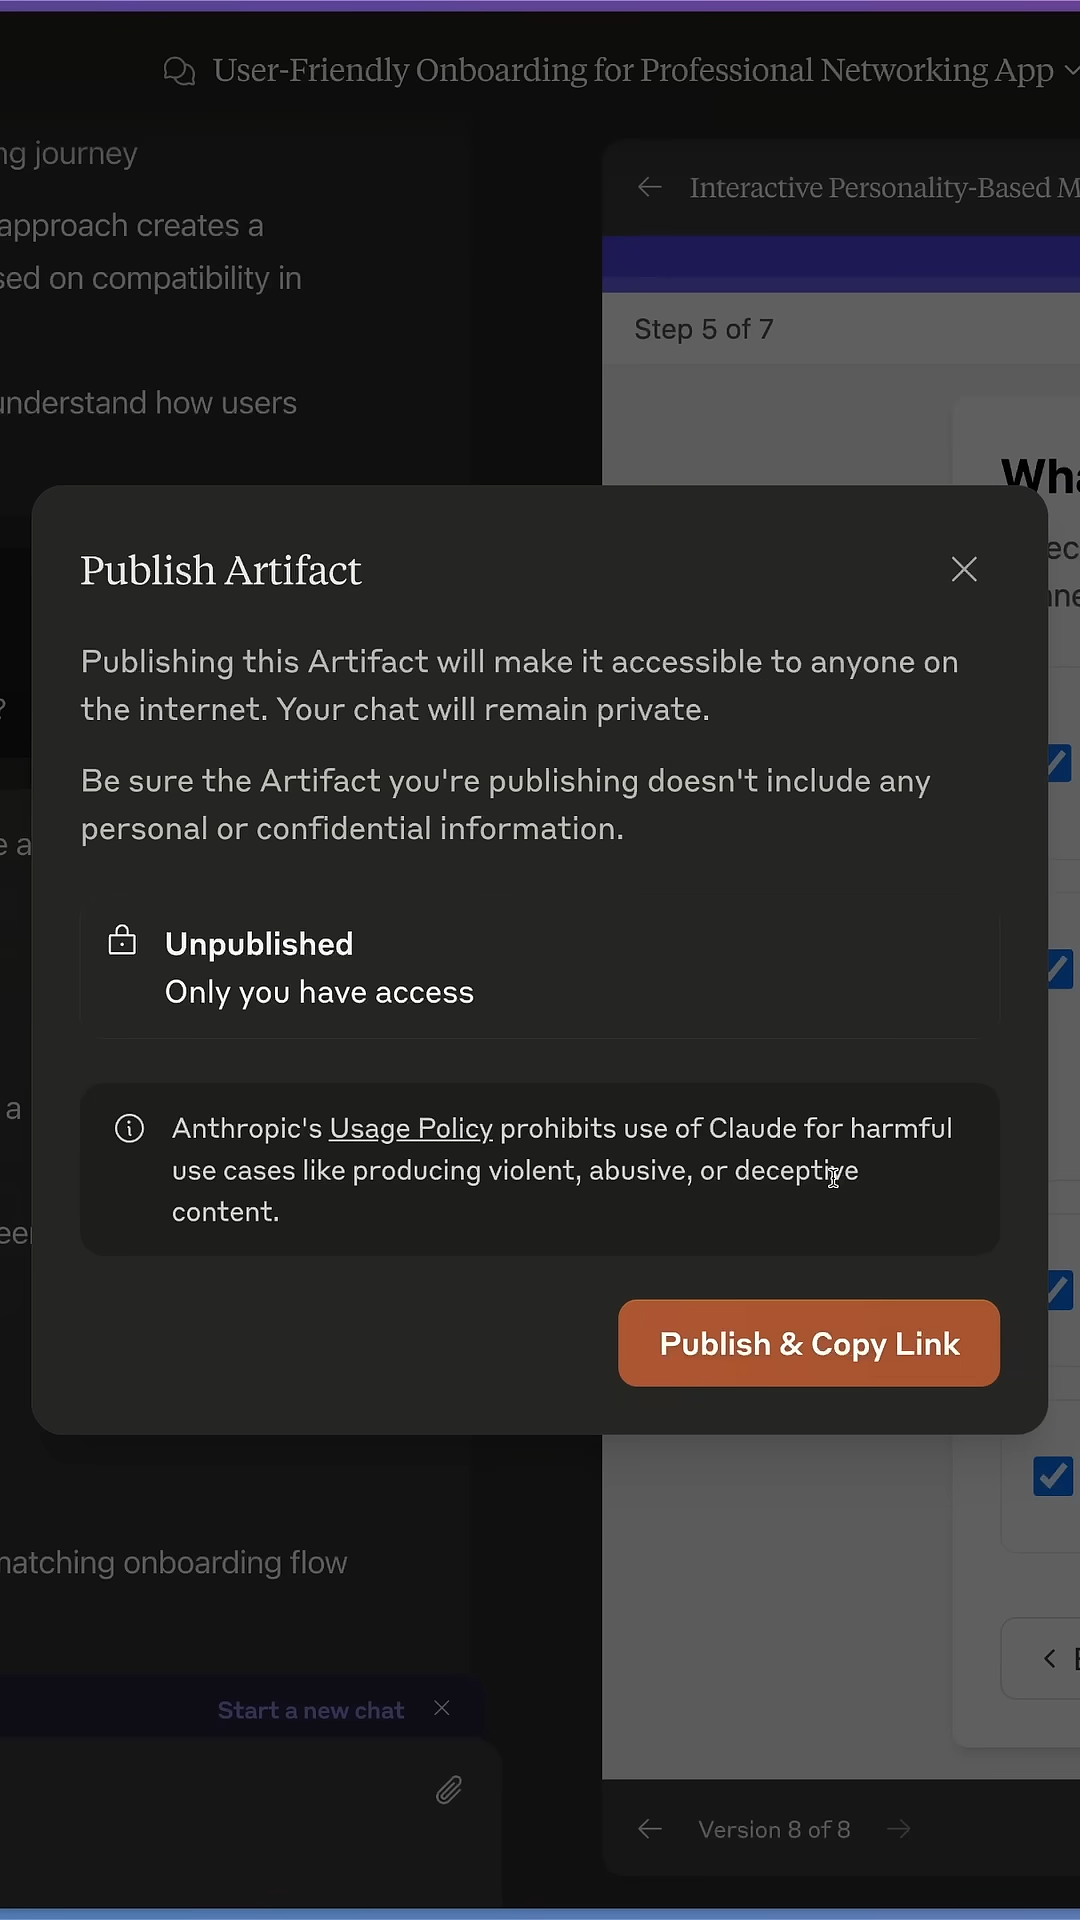 User-Friendly Onboarding for Professional Networking App
journey
approach creates a
on compatibility in
understand how users
Interactive Personality-Based
Step 5 of 7
Publish Artifact
Publishing this Artifact will make it accessible to anyone on
the internet. Your chat will remain private.
Be sure the Artifact you're publishing doesn't include any
personal or confidential information.
Unpublished
Only you have access
Anthropic's Usage Policy prohibits use of Claude for harmful
use cases like producing violent, abusive, or deceptive
content.
Publish & Copy Link
a
onboarding flow
Start a new chat
Version 8 of 8